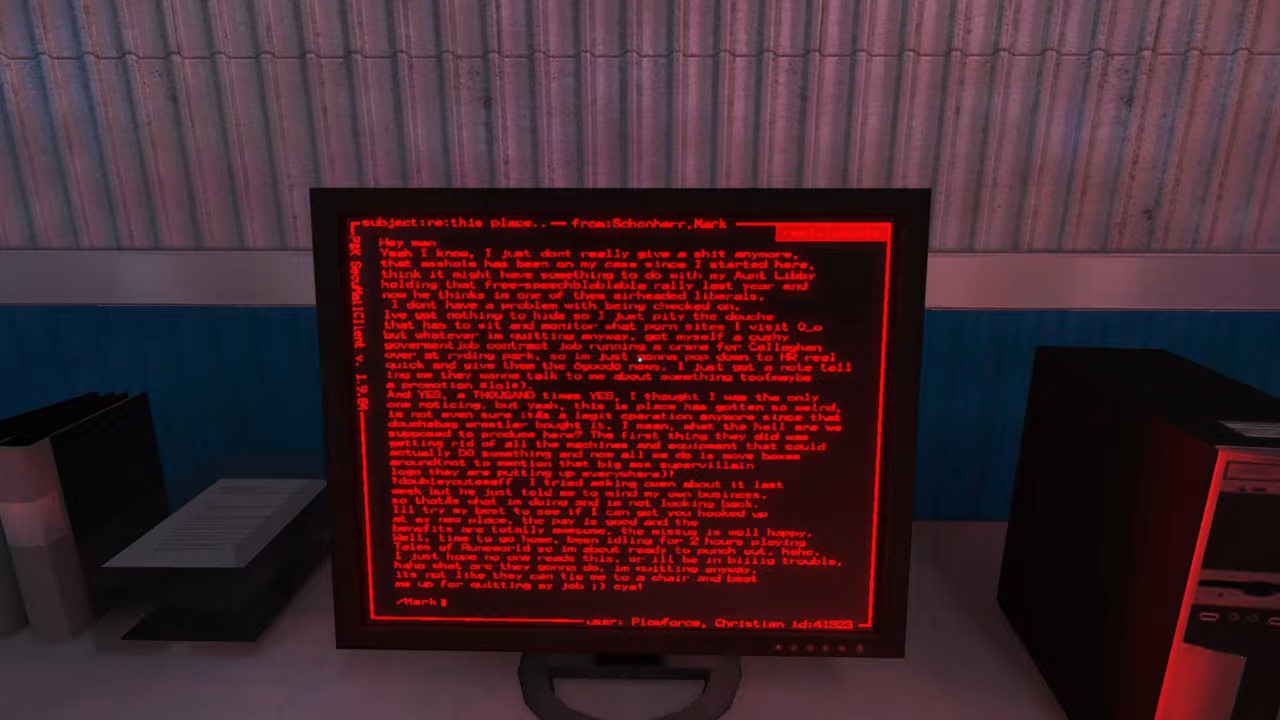 subject:re:this place..— from:Schonherr,Mark
Hey man
Yeah I know, I just dont really give a shit anymore,
that asshole has been on my case since I started here,
think it might have something to do with my Aunt Libby
holding that free-speechblablabla rally last year and
now he thinks im one of them airheaded liberals.
I dont have a problem with being checked on,
I've got nothing to hide so I just pity the douche
that has to sit and monitor what porn sites I visit O_o
but whatever im quitting anyway, got myself a cushy
goverment job contract job running a crane for Callaghan
over at ryding park, so im just gonna pop down to HR real
quick and give them the ögoodö news, I just got a note tell
ing me they wanna talk to me about something too(maybe
a promotion
And YES, a THOUSAND times YES, I thought I was the only
one noticing, but yeah, this is place has gotten so weird,
is not even sure a legit operation anymore since that
douchebag wrestler bought it, I mean, what the hell are we
supposed to produce here? The first thing they did was
getting rid of all the machines and equipment that could
actually DO something and now all we do is move boxes
around(not to mention that big ass supervillain
logo they are putting up everywhere)?
I tried asking owen about it last
week but he just told me to mind my own business,
so what im doing and im not looking back.
Ill try my best to see if I can get you hooked up
at my new place, the pay is good and the
benefits are totally awesome, the missus is well happy.
Well, time to go home, been idling for 2 hours playing
Tales of Runeworld so im about ready to punch out, hehe.
I just hope no one reads this, or ill be in billig trouble,
haha what are they gonna do, im quitting anyway,
its not like they can tie me to a chair and beat
me up for quitting my job ;) cya!
/Mark
user: Plowforce, Christian id:41923
v. 1.9.84